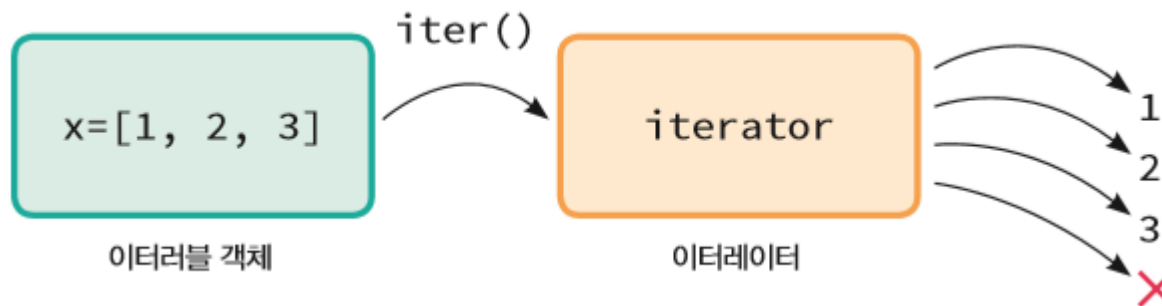 iter()
x=[1, 2, 3]
iterator
1
2
3
이터러블 객체
이터레이터